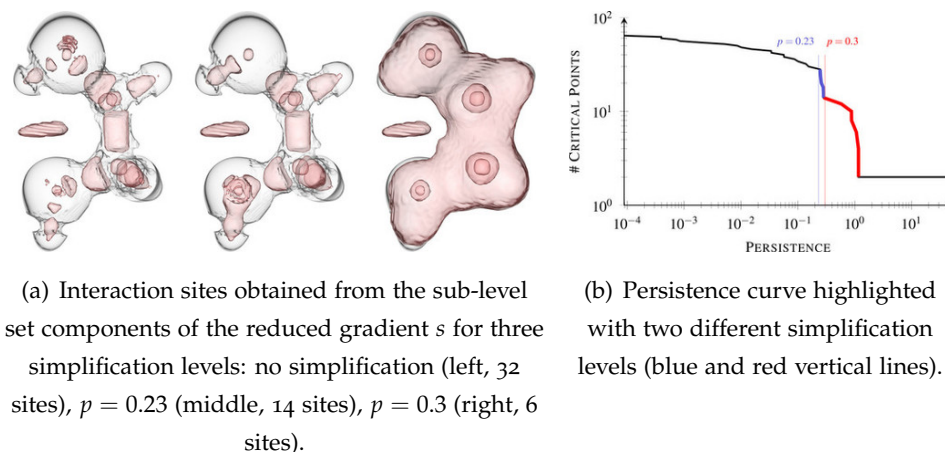 10²
p = 0.23
p = 0.3
10¹
# CRITICAL POINTS
10⁰
10⁻⁴
10⁻³
10⁻²
10⁻¹
10⁰
10¹
PERSISTENCE
(a) Interaction sites obtained from the sub-level
set components of the reduced gradient s for three
simplification levels: no simplification (left, 32
sites), p = 0.23 (middle, 14 sites), p = 0.3 (right, 6
sites).
(b) Persistence curve highlighted
with two different simplification
levels (blue and red vertical lines).